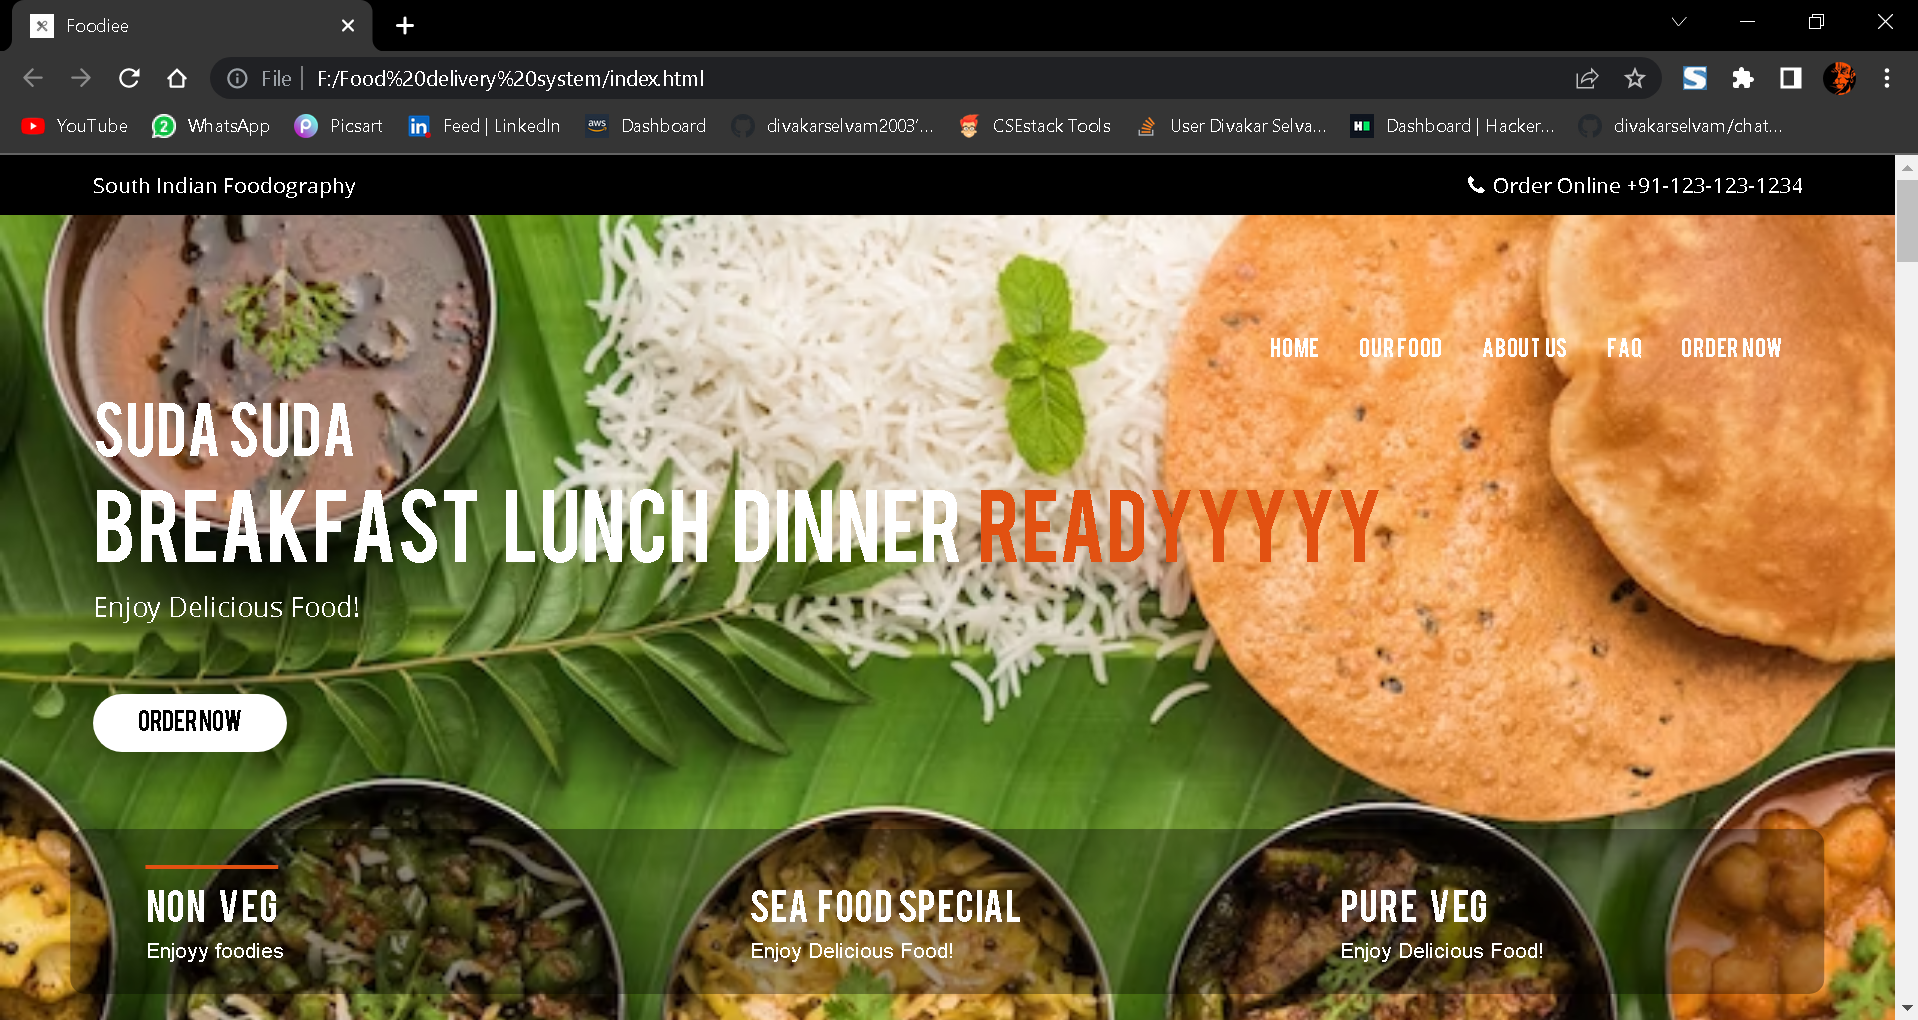 Foodiee
File | F:/Food%20delivery%20system/index.html
YouTube
2 WhatsApp
Picsart
in Feed | LinkedIn
aws Dashboard
divakarselvam2003'...
CSEstack Tools
User Divakar Selva...
Dashboard | Hacker...
divakarselvam/chat...
South Indian Foodography
Order Online +91-123-123-1234
HOME OUR FOOD ABOUT US FAQ ORDER NOW
SUDA SUDA
BREAKFAST LUNCH DINNER READYYYYY
Enjoy Delicious Food!
ORDER NOW
NON VEG
Enjoyy foodies
SEA FOOD SPECIAL
Enjoy Delicious Food!
PURE VEG
Enjoy Delicious Food!